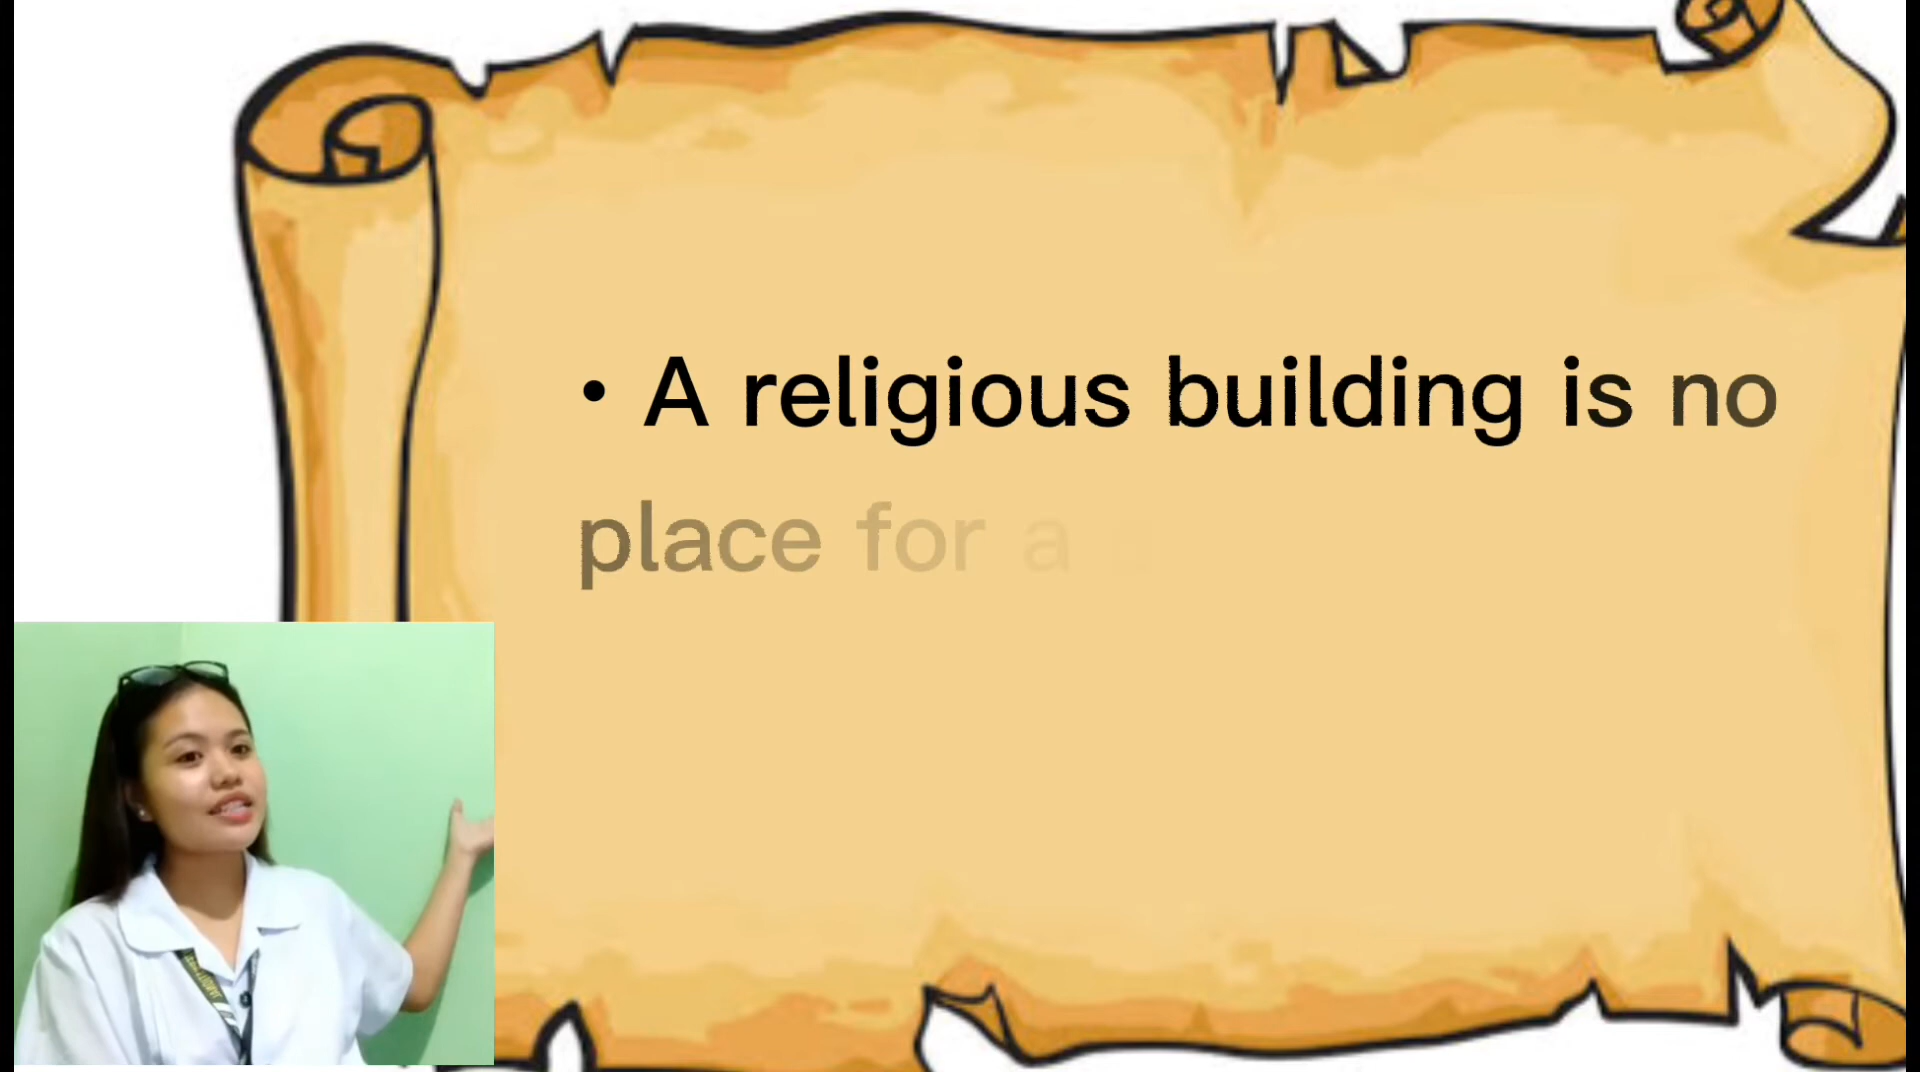 • A religious building is no
place for a